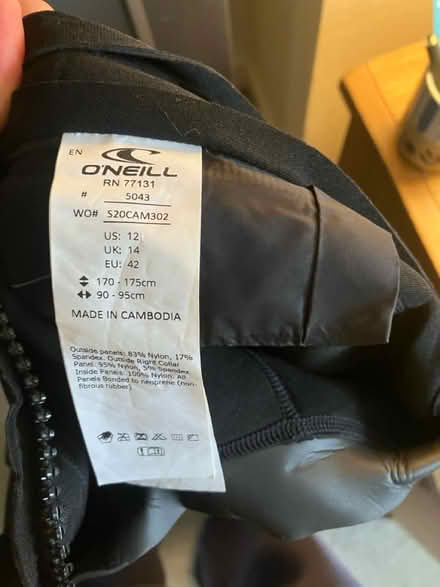 EN
O'NEILL
RN 77131
# 5043
WO# S20CAM302
US: 12
UK: 14
EU: 42
170 - 175cm
90 - 95cm
MADE IN CAMBODIA
Outside panels: 83% Nylon, 17%
Spandex. Outside Right Collar
Panel: 95% Nylon, 5% Spandex
Inside Panels: 100% Nylon. All
Panels Bonded to neoprene (non-
fibrous rubber)